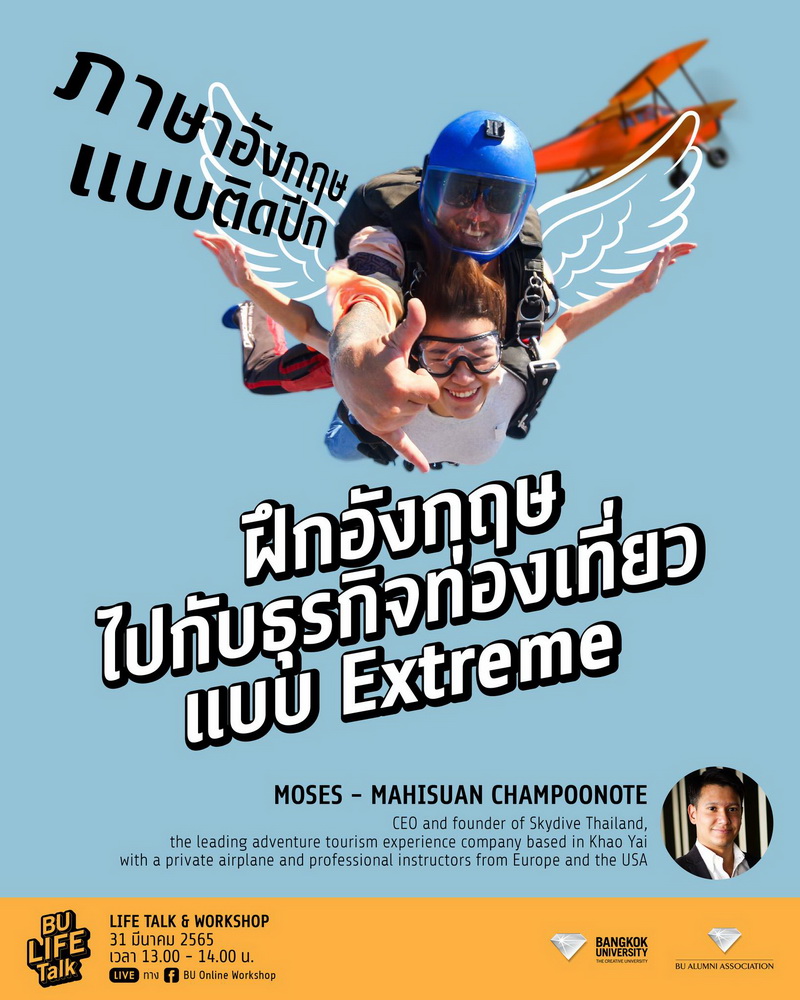 ภาษาอังกฤษ
แบบติดปีก
ฝึกอังกฤษ
ไปกับธุรกิจท่องเที่ยว
แบบ Extreme
MOSES – MAHISUAN CHAMPOONOTE
CEO and founder of Skydive Thailand,
the leading adventure tourism experience company based in Khao Yai
with a private airplane and professional instructors from Europe and the USA
BU
LIFE
Talk
LIFE TALK & WORKSHOP
31 มีนาคม 2565
เวลา 13.00 – 14.00 น.
LIVE ทาง f BU Online Workshop
BANGKOK
UNIVERSITY
THE CREATIVE UNIVERSITY
BU ALUMNI ASSOCIATION